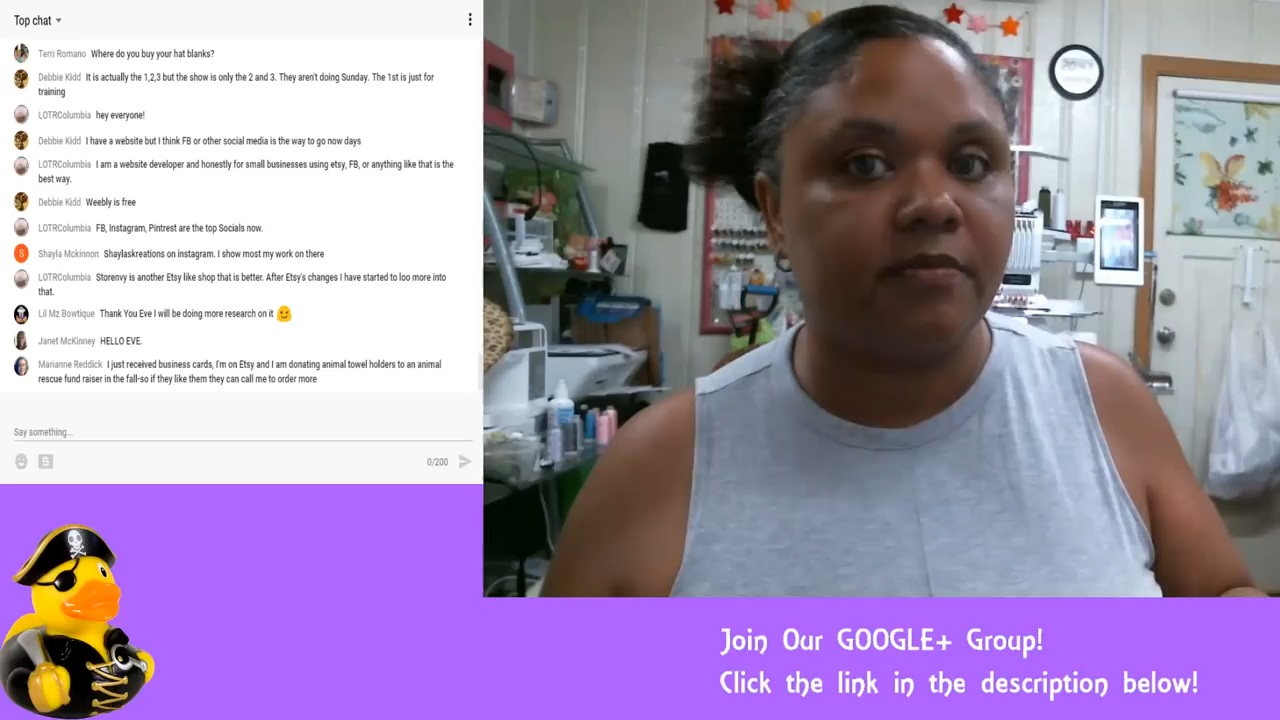 Top chat
Terri Romano Where do you buy your hat blanks?
Debbie Kidd It is actually the 1,2,3 but the show is only the 2 and 3. They aren't doing Sunday. The 1st is just for
training
LOTRColumbia hey everyone!
Debbie Kidd I have a website but I think FB or other social media is the way to go now days
LOTRColumbia I am a website developer and honestly for small businesses using etsy, FB, or anything like that is the
best way.
Debbie Kidd Weebly is free
LOTRColumbia FB, Instagram, Pintrest are the top Socials now.
S Shayla Mckinnon Shaylaskreations on instagram. I show most my work on there
LOTRColumbia Storenvy is another Etsy like shop that is better. After Etsy's changes I have started to loo more into
that.
Lil Mz Bowtique Thank You Eve I will be doing more research on it
Janet McKinney HELLO EVE.
Marianne Reddick I just received business cards, I'm on Etsy and I am donating animal towel holders to an animal
rescue fund raiser in the fall-so if they like them they can call me to order more
Say something...
0/200
Join Our GOOGLE+ Group!
Click the link in the description below!